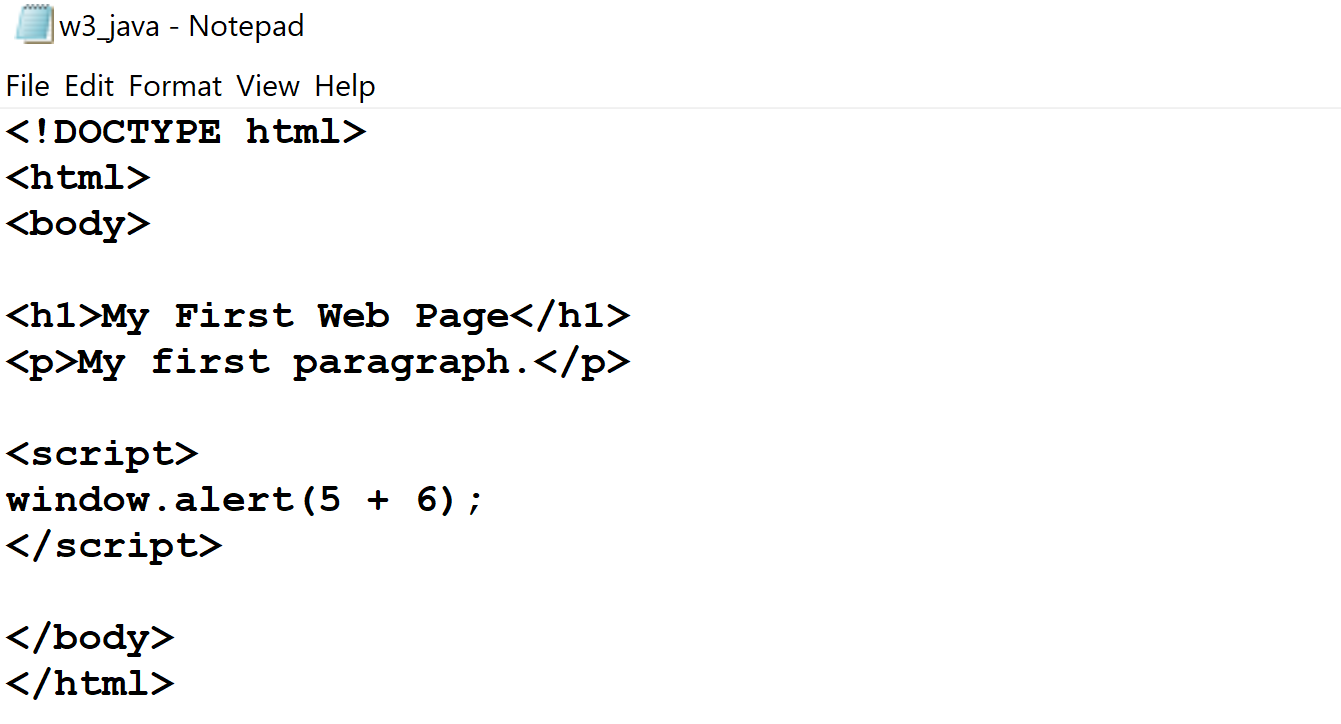 w3_java - Notepad
File Edit Format View Help
<!DOCTYPE html>
<html>
<body>
<h1>My First Web Page</h1>
<p>My first paragraph.</p>
<script>
window.alert(5 + 6);
</script>
</body>
</html>